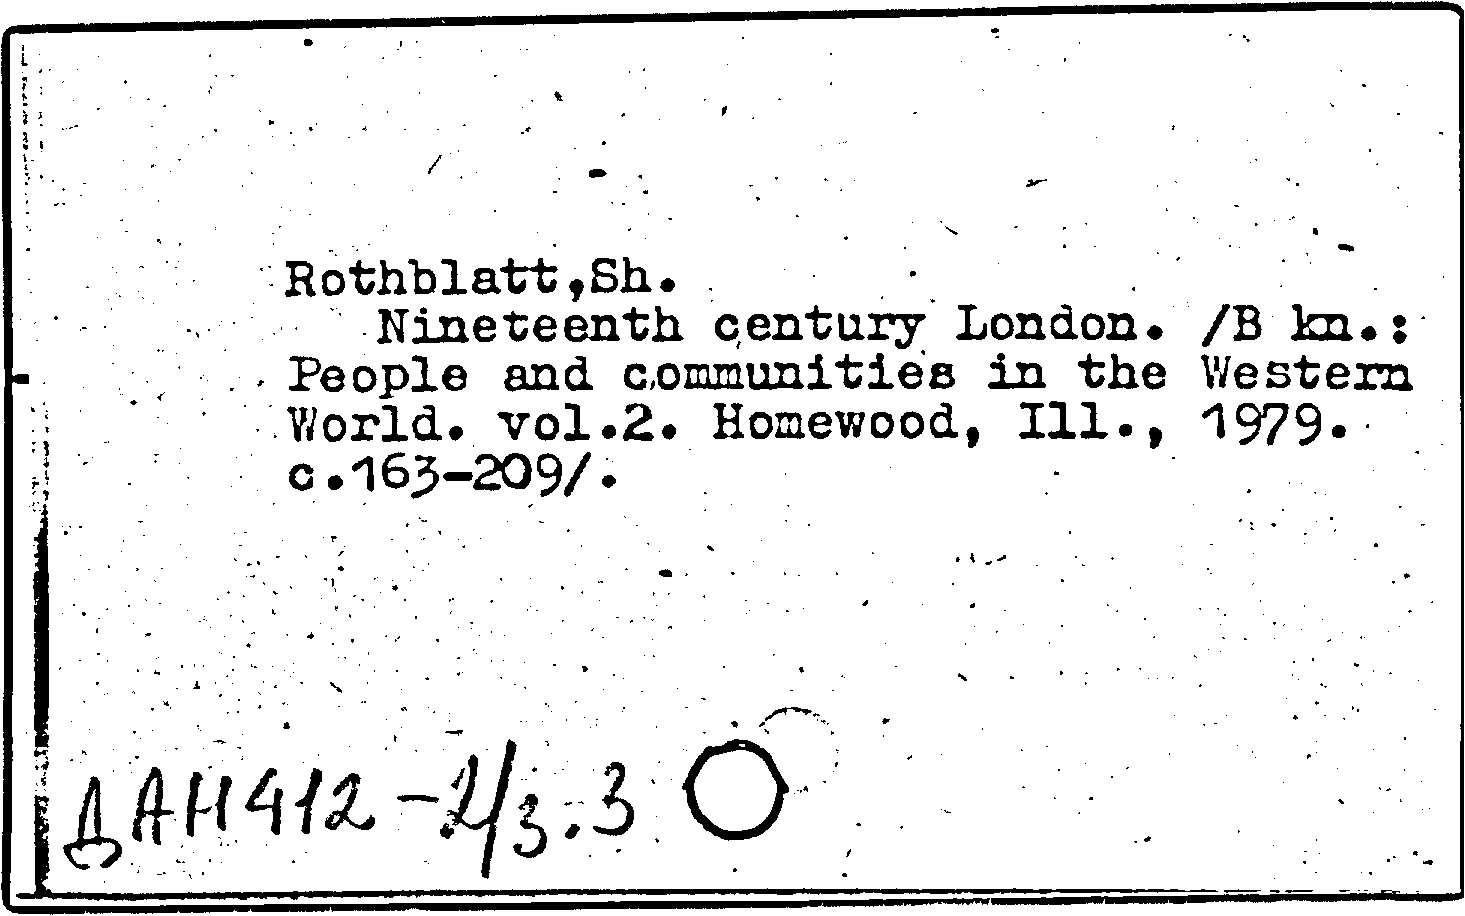 Rothblatt,Sh.
Nineteenth century London. /B kn.:
People and communities in the Western
World. vol.2. Homewood, Ill., 1979.
c.163-209/.
ДАН412-2/3.3